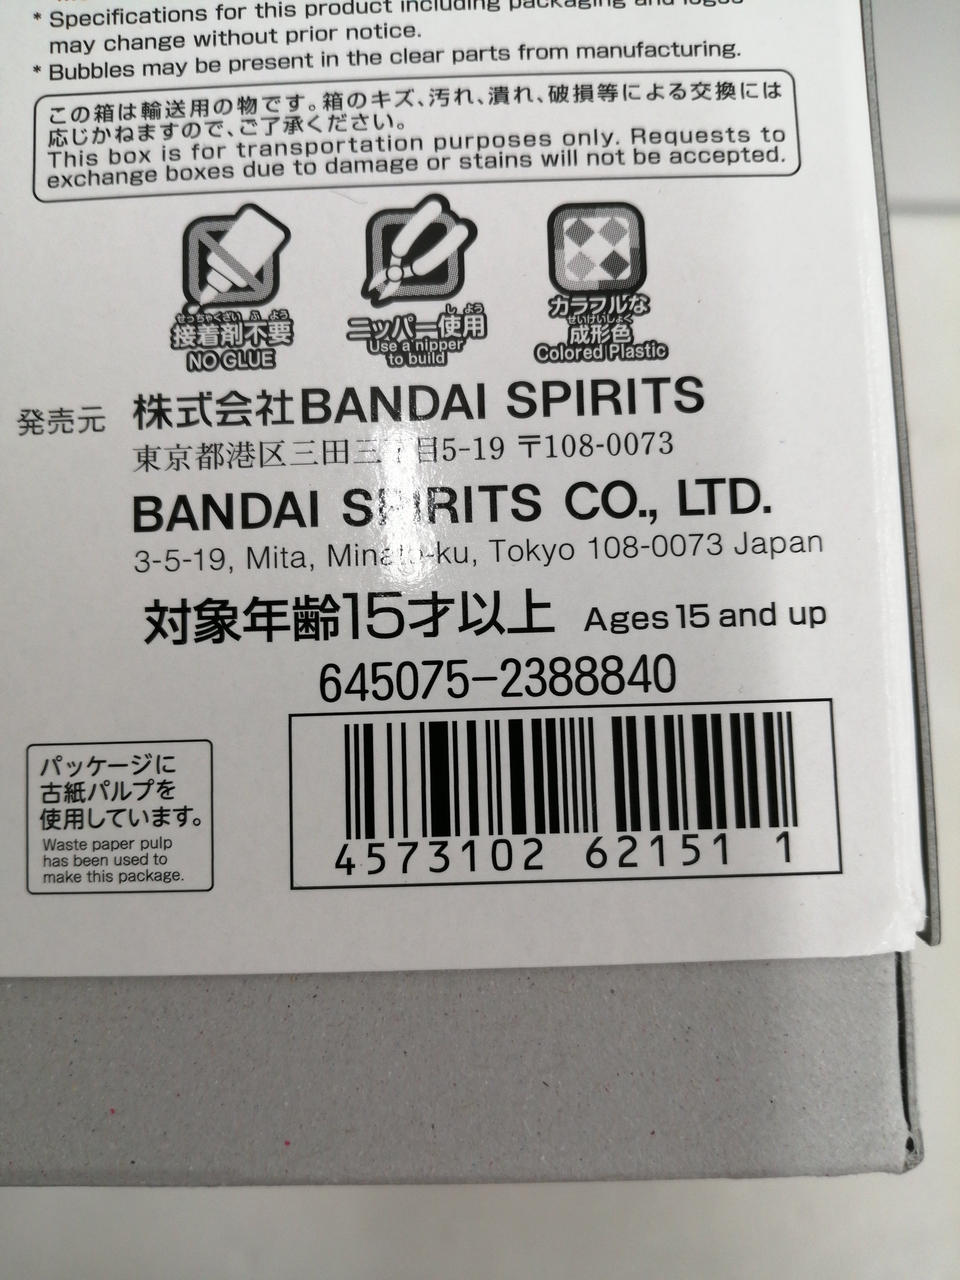 * Specifications for this product including packaging and logos
may change without prior notice.
* Bubbles may be present in the clear parts from manufacturing.
この箱は輸送用の物です。箱のキズ、汚れ、潰れ、破損等による交換には
応じかねますので、ご了承ください。
This box is for transportation purposes only. Requests to
exchange boxes due to damage or stains will not be accepted.
せっちゃくざい ふ よう
接着剤不要
NO GLUE
し よう
ニッパー使用
Use a nipper
to build
カラフルな
せいけいしょく
成形色
Colored Plastic
発売元 株式会社BANDAI SPIRITS
東京都港区三田三丁目5-19 〒108-0073
BANDAI SPIRITS CO., LTD.
3-5-19, Mita, Minato-ku, Tokyo 108-0073 Japan
対象年齢15才以上 Ages 15 and up
645075-2388840
4573102 62151 1
パッケージに
古紙パルプを
使用しています。
Waste paper pulp
has been used to
make this package.